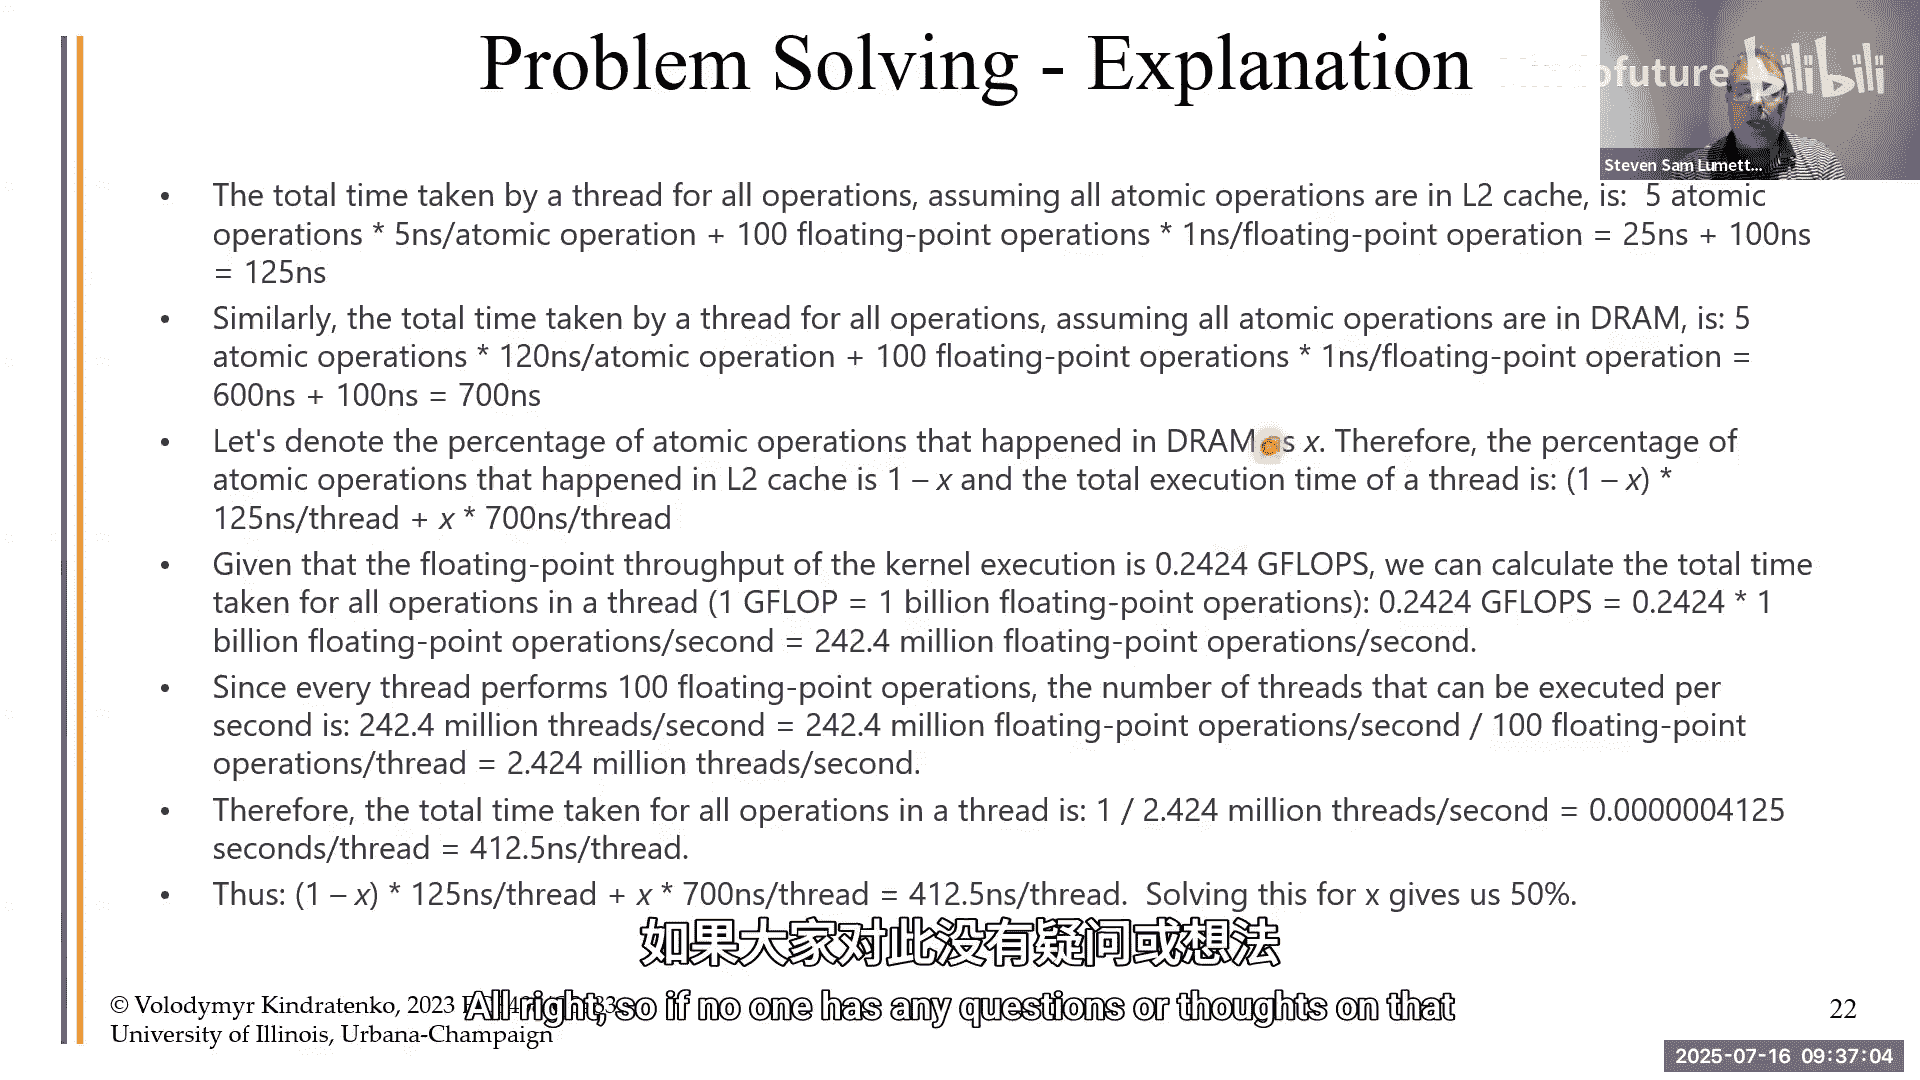 Problem Solving - Explanation
ofuture bilibili
Steven Sam Lumett...
• The total time taken by a thread for all operations, assuming all atomic operations are in L2 cache, is: 5 atomic
operations * 5ns/atomic operation + 100 floating-point operations * 1ns/floating-point operation = 25ns + 100ns
= 125ns
• Similarly, the total time taken by a thread for all operations, assuming all atomic operations are in DRAM, is: 5
atomic operations * 120ns/atomic operation + 100 floating-point operations * 1ns/floating-point operation =
600ns + 100ns = 700ns
• Let's denote the percentage of atomic operations that happened in DRAM as x. Therefore, the percentage of
atomic operations that happened in L2 cache is 1 – x and the total execution time of a thread is: (1 – x) *
125ns/thread + x * 700ns/thread
• Given that the floating-point throughput of the kernel execution is 0.2424 GFLOPS, we can calculate the total time
taken for all operations in a thread (1 GFLOP = 1 billion floating-point operations): 0.2424 GFLOPS = 0.2424 * 1
billion floating-point operations/second = 242.4 million floating-point operations/second.
• Since every thread performs 100 floating-point operations, the number of threads that can be executed per
second is: 242.4 million threads/second = 242.4 million floating-point operations/second / 100 floating-point
operations/thread = 2.424 million threads/second.
• Therefore, the total time taken for all operations in a thread is: 1 / 2.424 million threads/second = 0.0000004125
seconds/thread = 412.5ns/thread.
• Thus: (1 – x) * 125ns/thread + x * 700ns/thread = 412.5ns/thread. Solving this for x gives us 50%.
如果大家对此没有疑问或想法
All right, so if no one has any questions or thoughts on that
© Volodymyr Kindratenko, 2023
University of Illinois, Urbana-Champaign
22
2025-07-16 09:37:04